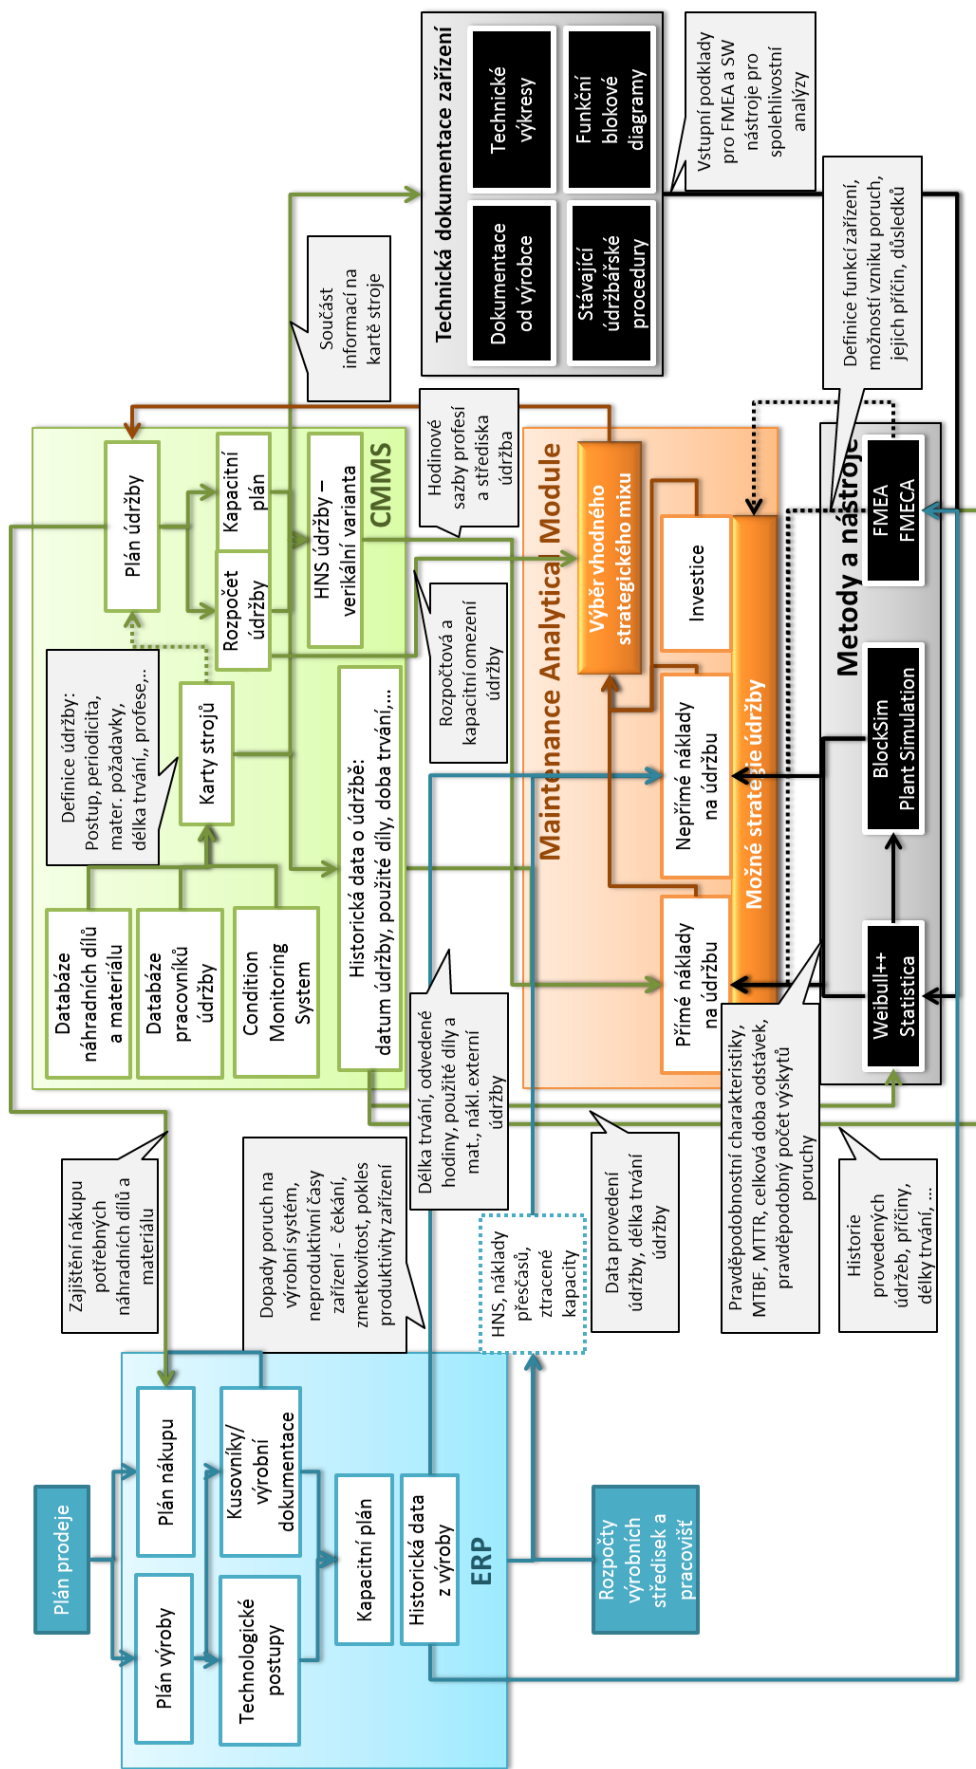 Plán prodeje
Plán výroby
Plán nákupu
Technologické
postupy
Kusovníky/
výrobní
dokumentace
Kapacitní plán
Historická data
z výroby
ERP
Rozpočty
výrobních
středisek a
pracovišť
Zajištění nákupu
potřebných
náhradních dílů a
materiálu
Dopady poruch na
výrobní systém,
neproduktivní časy
zařízení - čekání,
zmetkovitost, pokles
produktivity zařízení
HNS, náklady
přesčasů,
ztracené
kapacity
Databáze
náhradních dílů
a materiálu
Databáze
pracovníků
údržby
Condition
Monitoring
System
Definice údržby:
Postup, periodicita,
mater. požadavky,
délka trvání,, profese,..
Karty strojů
Plán údržby
Rozpočet
údržby
Kapacitní
plán
Historická data o údržbě:
datum údržby, použité díly, doba trvání,...
HNS údržby –
verikální varianta
CMMS
Součást
informací na
kartě stroje
Délka trvání, odvedené
hodiny, použité díly a
mat., nákl. externí
údržby
Rozpočtová a
kapacitní omezení
údržby
Hodinové
sazby profesí
a střediska
údržba
Technická dokumentace zařízení
Dokumentace
od výrobce
Technické
výkresy
Stávající
údržbářské
procedury
Funkční
blokové
diagramy
Vstupní podklady
pro FMEA a SW
nástroje pro
spolehlivostní
analýzy
Maintenance Analytical Module
Výběr vhodného
strategického mixu
Přímé náklady
na údržbu
Nepřímé náklady
na údržbu
Investice
Možné strategie údržby
Data provedení
údržby, délka trvání
údržby
Pravděpodobnostní charakteristiky,
MTBF, MTTR, celková doba odstávek,
pravděpodobný počet výskytů
poruchy
Historie
provedených
údržeb, příčiny,
délky trvání, ...
Definice funkcí zařízení,
možností vzniku poruch,
jejich příčin, důsledků
Metody a nástroje
Weibull++
Statistica
BlockSim
Plant Simulation
FMEA
FMECA